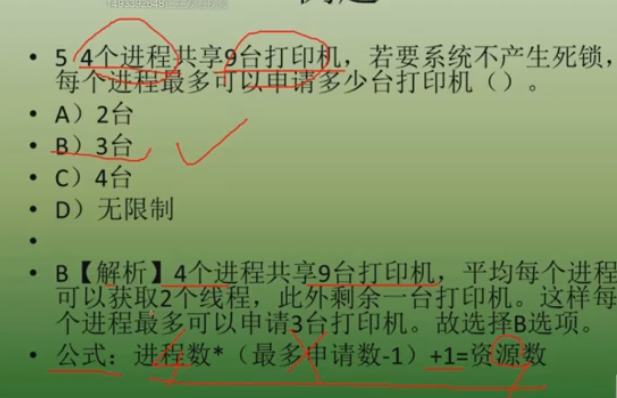 • 5 4个进程共享9台打印机，若要系统不产生死锁，
每个进程最多可以申请多少台打印机（）。
• A）2台
• B）3台
• C）4台
• D）无限制
•
• B【解析】4个进程共享9台打印机，平均每个进程
可以获取2个线程，此外剩余一台打印机。这样每
个进程最多可以申请3台打印机。故选择B选项。
• 公式：进程数*（最多申请数-1）+1=资源数